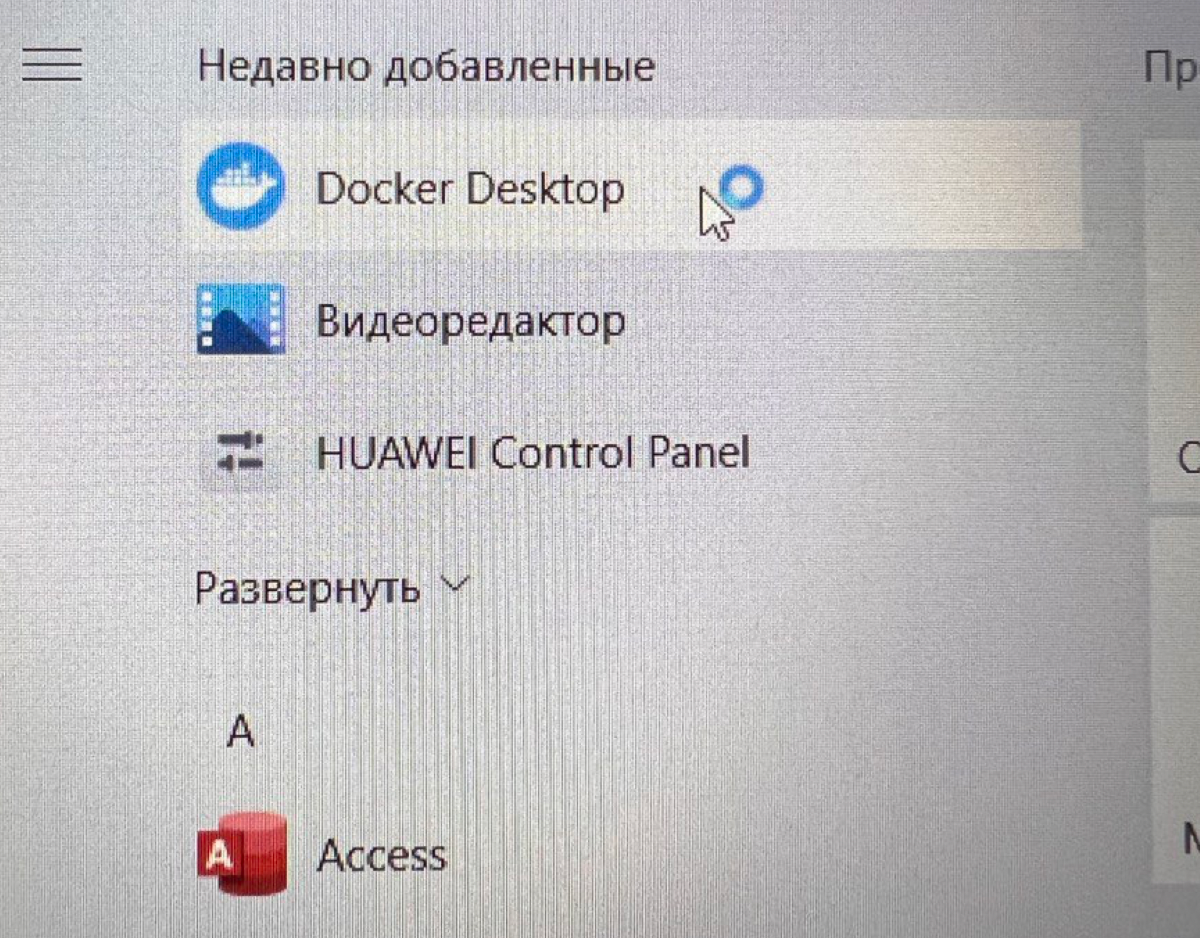 Недавно добавленные
Docker Desktop
Видеоредактор
HUAWEI Control Panel
Развернуть
A
A
Access